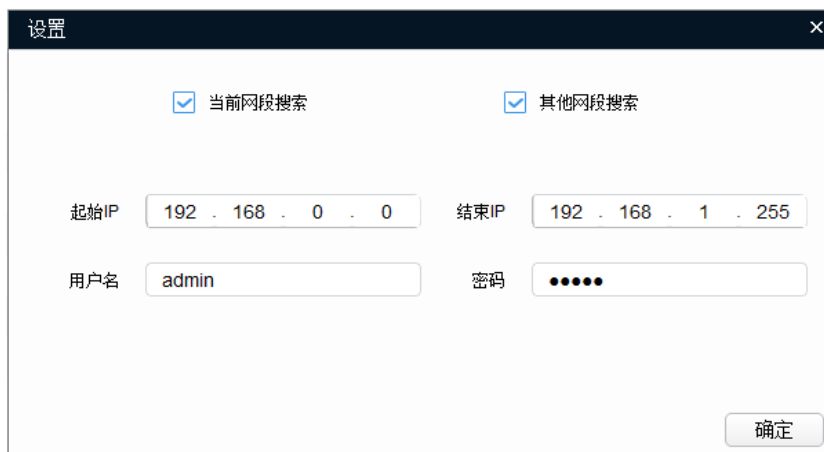 设置 ×
当前网段搜索 其他网段搜索
起始IP 192 . 168 . 0 . 0 结束IP 192 . 168 . 1 . 255
用户名 admin 密码 ●●●●●
确定